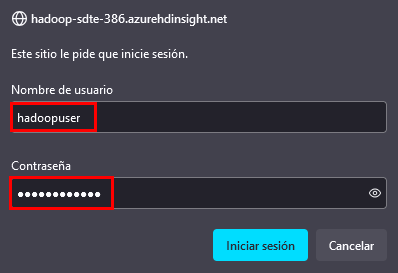 hadoop-sdte-386.azurehdinsight.net
Este sitio le pide que inicie sesión.
Nombre de usuario
hadoopuser
Contraseña
●●●●●●●●●●●●
Iniciar sesión
Cancelar